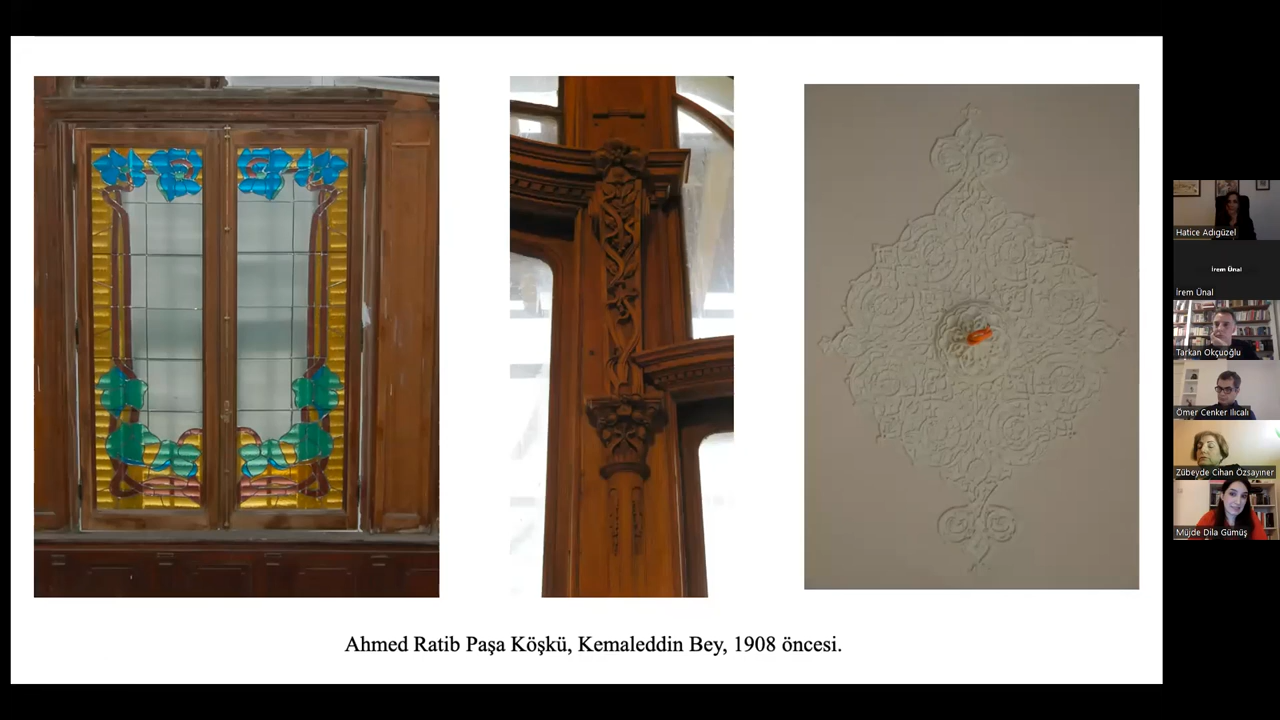 Ahmed Ratib Paşa Köşkü, Kemaleddin Bey, 1908 öncesi.
Hatice Adıgüzel
İrem Ünal
İrem Ünal
Tarkan Okçuoğlu
Ömer Cenker Ilıcalı
Zübeyde Cihan Özsayıner
Müjde Dila Gümüş